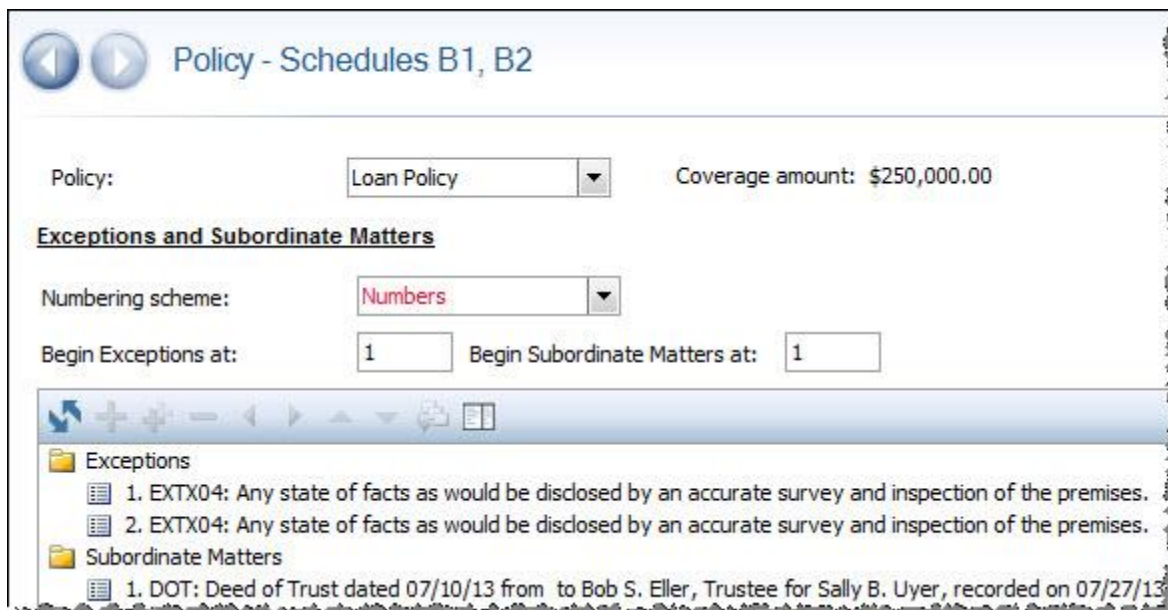 Policy - Schedules B1, B2
Policy: Loan Policy Coverage amount: $250,000.00
Exceptions and Subordinate Matters
Numbering scheme: Numbers
Begin Exceptions at: 1 Begin Subordinate Matters at: 1
Exceptions
1. EXTX04: Any state of facts as would be disclosed by an accurate survey and inspection of the premises.
2. EXTX04: Any state of facts as would be disclosed by an accurate survey and inspection of the premises.
Subordinate Matters
1. DOT: Deed of Trust dated 07/10/13 from to Bob S. Eller, Trustee for Sally B. Uyer, recorded on 07/27/13